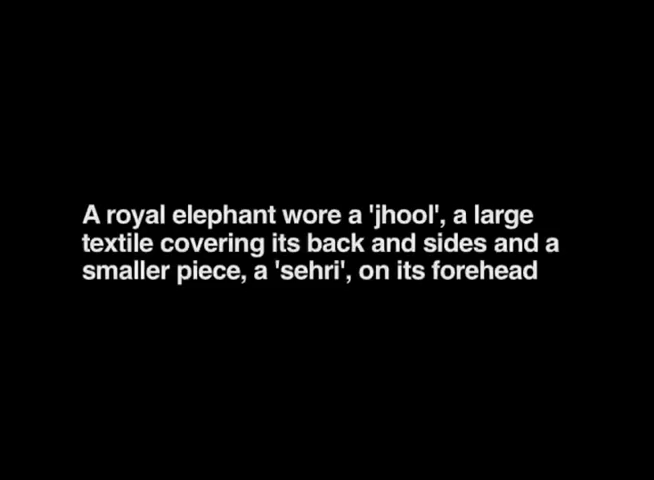 A royal elephant wore a 'jhool', a large
textile covering its back and sides and a
smaller piece, a 'sehri', on its forehead